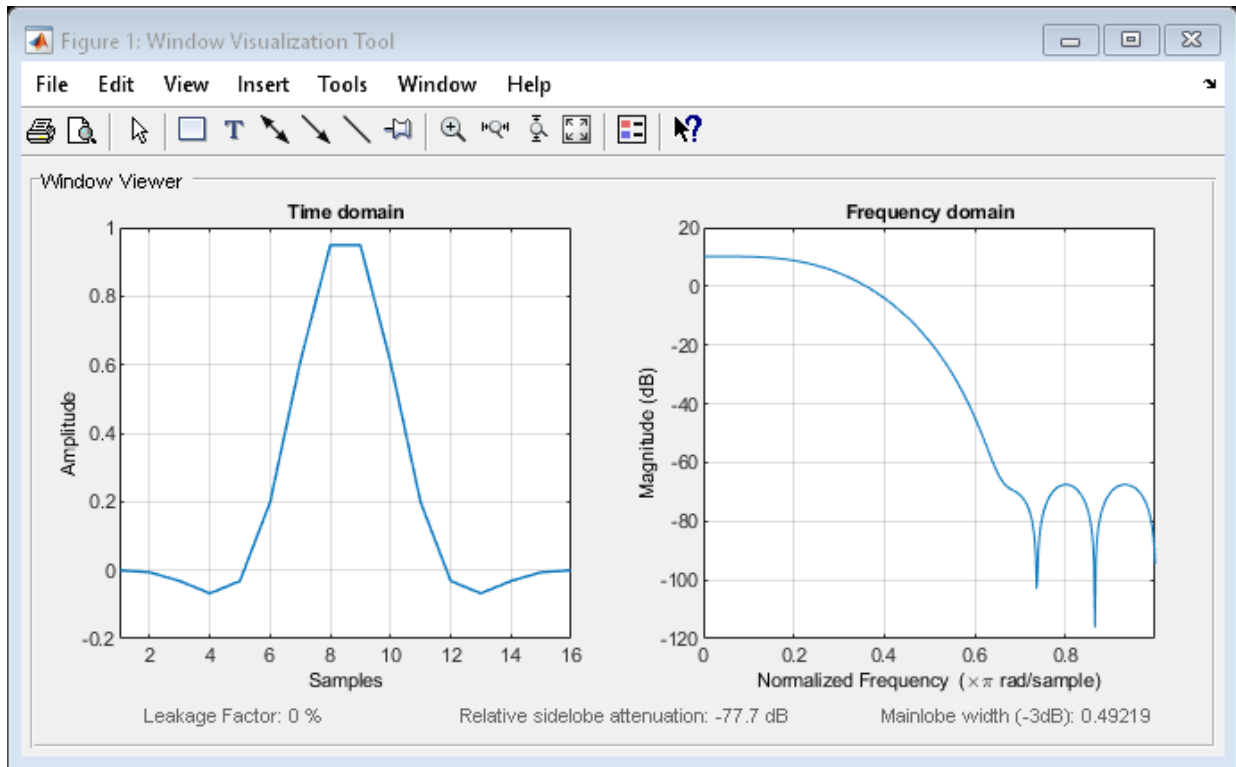 Figure 1: Window Visualization Tool
File Edit View Insert Tools Window Help
Window Viewer
Time domain
1
0.8
0.6
0.4
0.2
0
-0.2
Amplitude
2 4 6 8 10 12 14 16
Samples
Frequency domain
20
0
-20
-40
-60
-80
-100
-120
Magnitude (dB)
0 0.2 0.4 0.6 0.8
Normalized Frequency (×π rad/sample)
Leakage Factor: 0 % Relative sidelobe attenuation: -77.7 dB Mainlobe width (-3dB): 0.49219